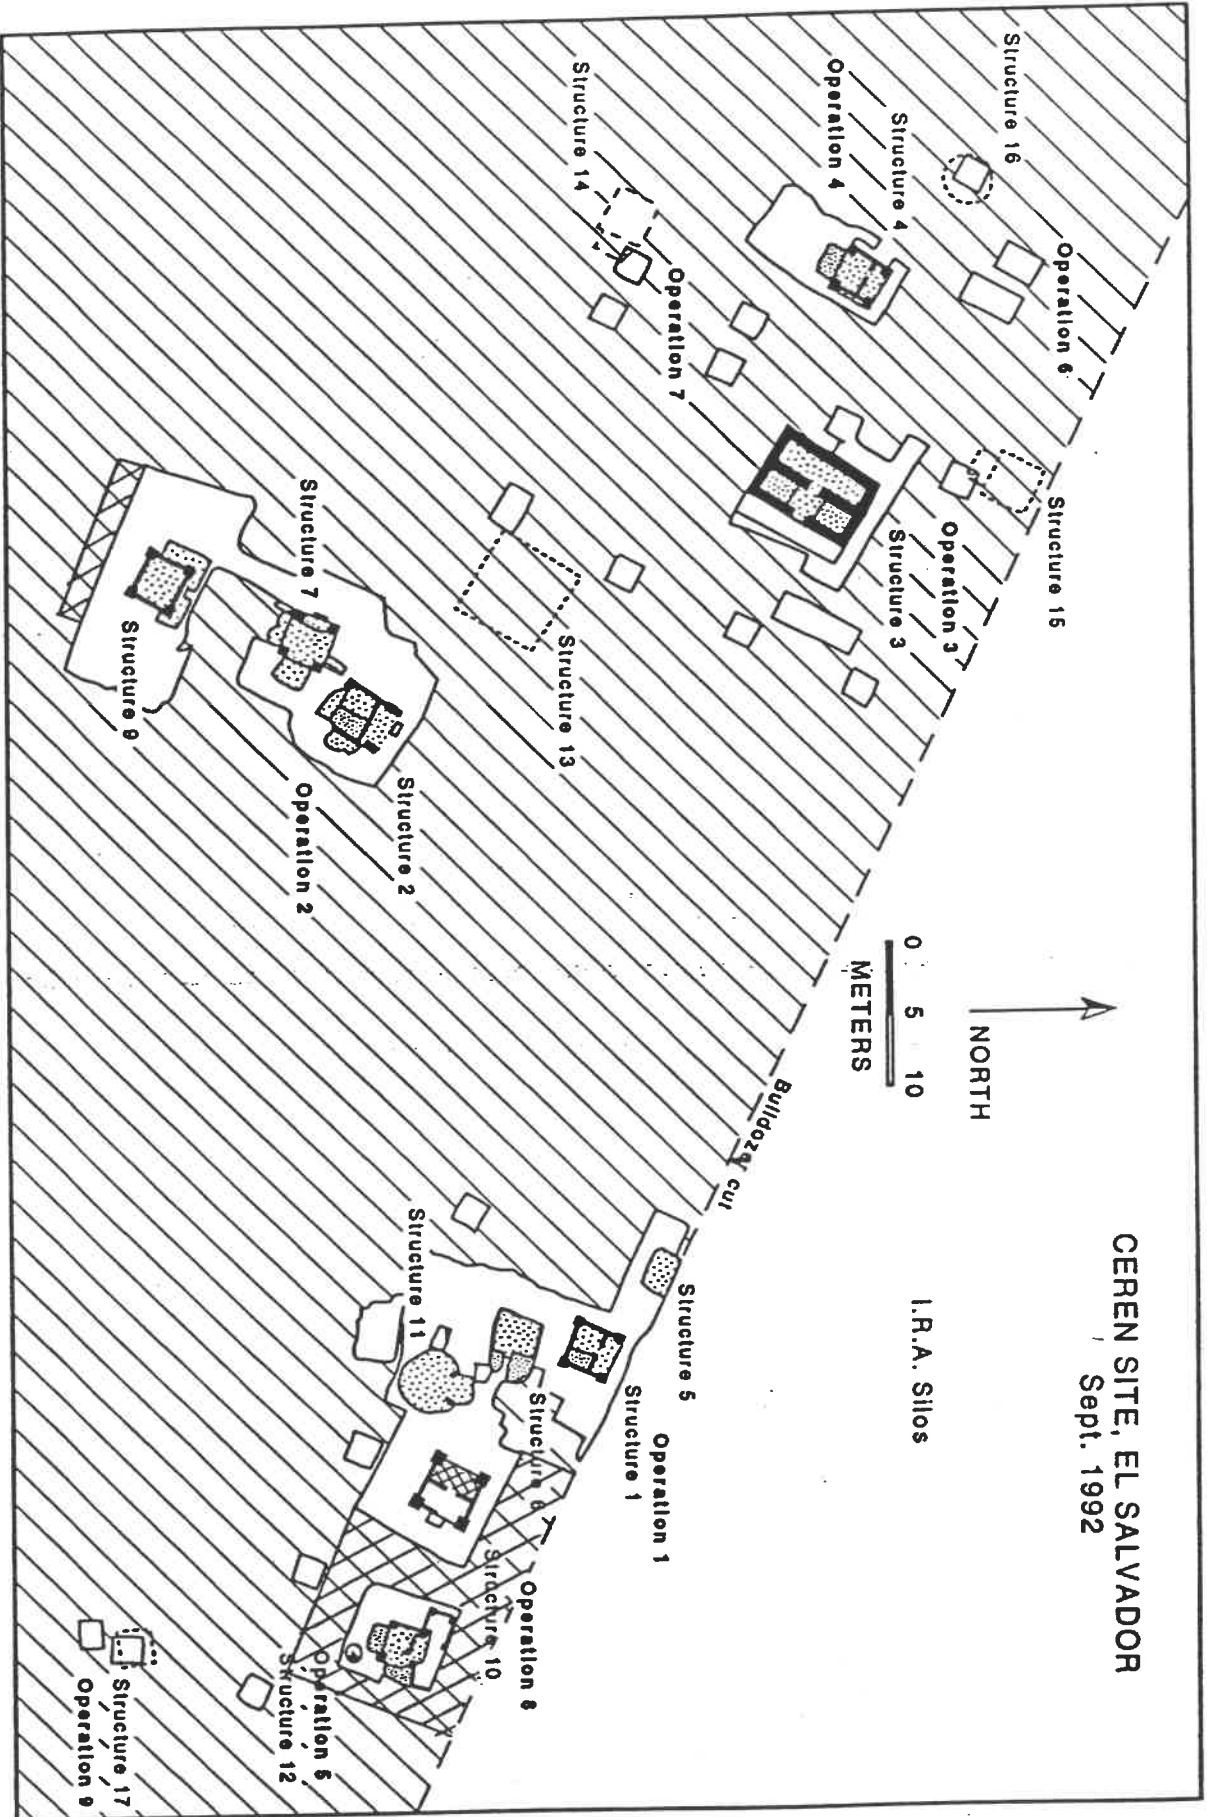 CEREN SITE, EL SALVADOR
Sept. 1992
I.R.A. Silos
NORTH
0 5 10
METERS
Bulldozer cut
Structure 16
Operation 6
Structure 4
Operation 4
Structure 14
Operation 7
Structure 15
Operation 3
Structure 3
Structure 13
Structure 7
Structure 2
Operation 2
Structure 9
Structure 5
Operation 1
Structure 1
Structure 6
Structure 11
Operation 8
Structure 10
Operation 5
Structure 12
Structure 17
Operation 9